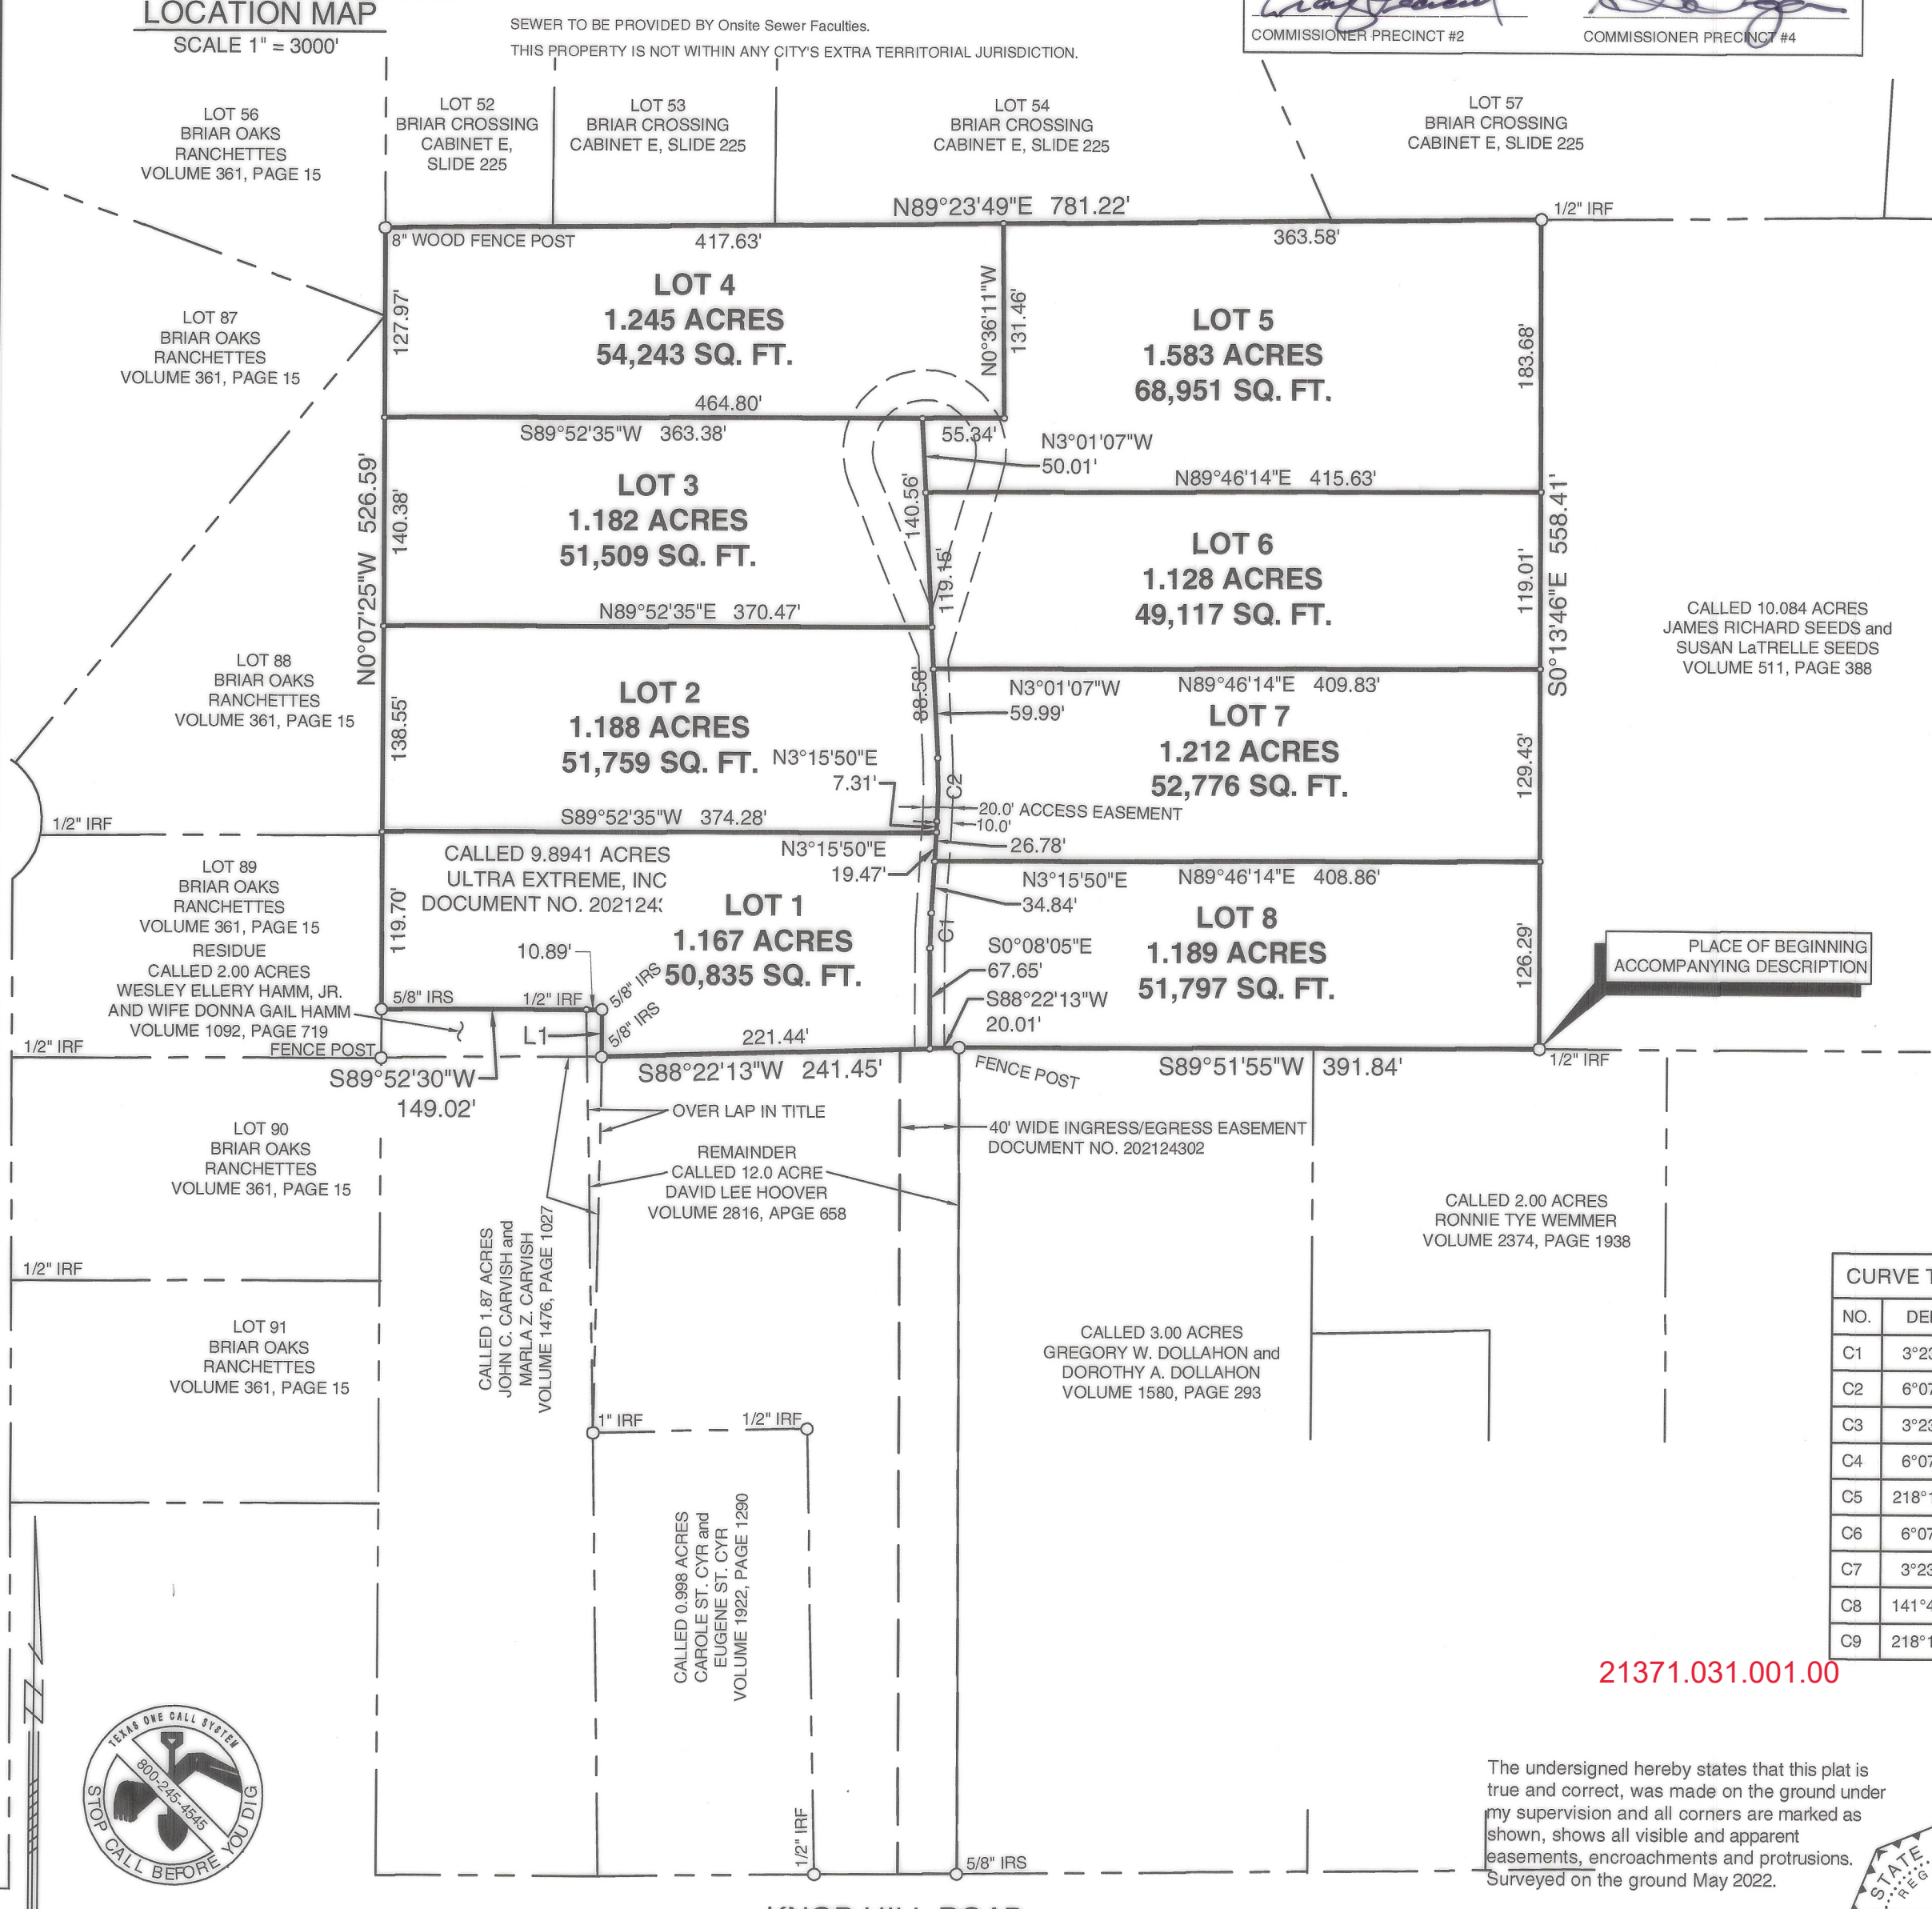 LOCATION MAP
SCALE 1" = 3000'
SEWER TO BE PROVIDED BY Onsite Sewer Faculties.
THIS PROPERTY IS NOT WITHIN ANY CITY'S EXTRA TERRITORIAL JURISDICTION.
COMMISSIONER PRECINCT #2
COMMISSIONER PRECINCT #4
LOT 56
BRIAR OAKS
RANCHETTES
VOLUME 361, PAGE 15
LOT 52
BRIAR CROSSING
CABINET E,
SLIDE 225
LOT 53
BRIAR CROSSING
CABINET E, SLIDE 225
LOT 54
BRIAR CROSSING
CABINET E, SLIDE 225
LOT 57
BRIAR CROSSING
CABINET E, SLIDE 225
N89°23'49"E 781.22'
1/2" IRF
8" WOOD FENCE POST
417.63'
363.58'
LOT 4
1.245 ACRES
54,243 SQ. FT.
127.97'
N0°36'11"W
131.46'
LOT 5
1.583 ACRES
68,951 SQ. FT.
183.68'
LOT 87
BRIAR OAKS
RANCHETTES
VOLUME 361, PAGE 15
464.80'
S89°52'35"W 363.38'
55.34'
N3°01'07"W
50.01'
N89°46'14"E 415.63'
N0°07'25"W 526.59'
140.38'
LOT 3
1.182 ACRES
51,509 SQ. FT.
140.56'
119.15'
LOT 6
1.128 ACRES
49,117 SQ. FT.
119.01'
S0°13'46"E 558.41'
CALLED 10.084 ACRES
JAMES RICHARD SEEDS and
SUSAN LaTRELLE SEEDS
VOLUME 511, PAGE 388
N89°52'35"E 370.47'
LOT 88
BRIAR OAKS
RANCHETTES
VOLUME 361, PAGE 15
138.55'
LOT 2
1.188 ACRES
51,759 SQ. FT.
88.58'
N3°01'07"W
59.99'
N89°46'14"E 409.83'
LOT 7
1.212 ACRES
52,776 SQ. FT.
129.43'
N3°15'50"E
7.31'
C2
20.0' ACCESS EASEMENT
10.0'
S89°52'35"W 374.28'
1/2" IRF
26.78'
N3°15'50"E
19.47'
CALLED 9.8941 ACRES
ULTRA EXTREME, INC
DOCUMENT NO. 202124
LOT 89
BRIAR OAKS
RANCHETTES
VOLUME 361, PAGE 15
119.70'
LOT 1
1.167 ACRES
50,835 SQ. FT.
N3°15'50"E
34.84'
N89°46'14"E 408.86'
C1
LOT 8
1.189 ACRES
51,797 SQ. FT.
126.29'
S0°08'05"E
67.65'
S88°22'13"W
20.01'
PLACE OF BEGINNING
ACCOMPANYING DESCRIPTION
RESIDUE
CALLED 2.00 ACRES
WESLEY ELLERY HAMM, JR.
AND WIFE DONNA GAIL HAMM
VOLUME 1092, PAGE 719
10.89'
5/8" IRS
1/2" IRF
5/8" IRS
5/8" IRS
L1
221.44'
1/2" IRF
FENCE POST
S89°52'30"W
149.02'
S88°22'13"W 241.45'
FENCE POST
S89°51'55"W 391.84'
1/2" IRF
OVER LAP IN TITLE
40' WIDE INGRESS/EGRESS EASEMENT
DOCUMENT NO. 202124302
LOT 90
BRIAR OAKS
RANCHETTES
VOLUME 361, PAGE 15
REMAINDER
CALLED 12.0 ACRE
DAVID LEE HOOVER
VOLUME 2816, APGE 658
CALLED 2.00 ACRES
RONNIE TYE WEMMER
VOLUME 2374, PAGE 1938
CALLED 1.87 ACRES
JOHN C. CARVISH and
MARLA Z. CARVISH
VOLUME 1476, PAGE 1027
1/2" IRF
LOT 91
BRIAR OAKS
RANCHETTES
VOLUME 361, PAGE 15
CALLED 3.00 ACRES
GREGORY W. DOLLAHON and
DOROTHY A. DOLLAHON
VOLUME 1580, PAGE 293
1" IRF
1/2" IRF
CALLED 0.998 ACRES
CAROLE ST. CYR and
EUGENE ST. CYR
VOLUME 1922, PAGE 1290
CURVE T
NO. DE
C1 3°23
C2 6°07
C3 3°23
C4 6°07
C5 218°1
C6 6°07
C7 3°23
C8 141°4
C9 218°1
21371.031.001.00
TEXAS ONE CALL SYSTEM
800-245-4545
STOP CALL BEFORE YOU DIG
1/2" IRF
5/8" IRS
The undersigned hereby states that this plat is
true and correct, was made on the ground under
my supervision and all corners are marked as
shown, shows all visible and apparent
easements, encroachments and protrusions.
Surveyed on the ground May 2022.
STATE
REG